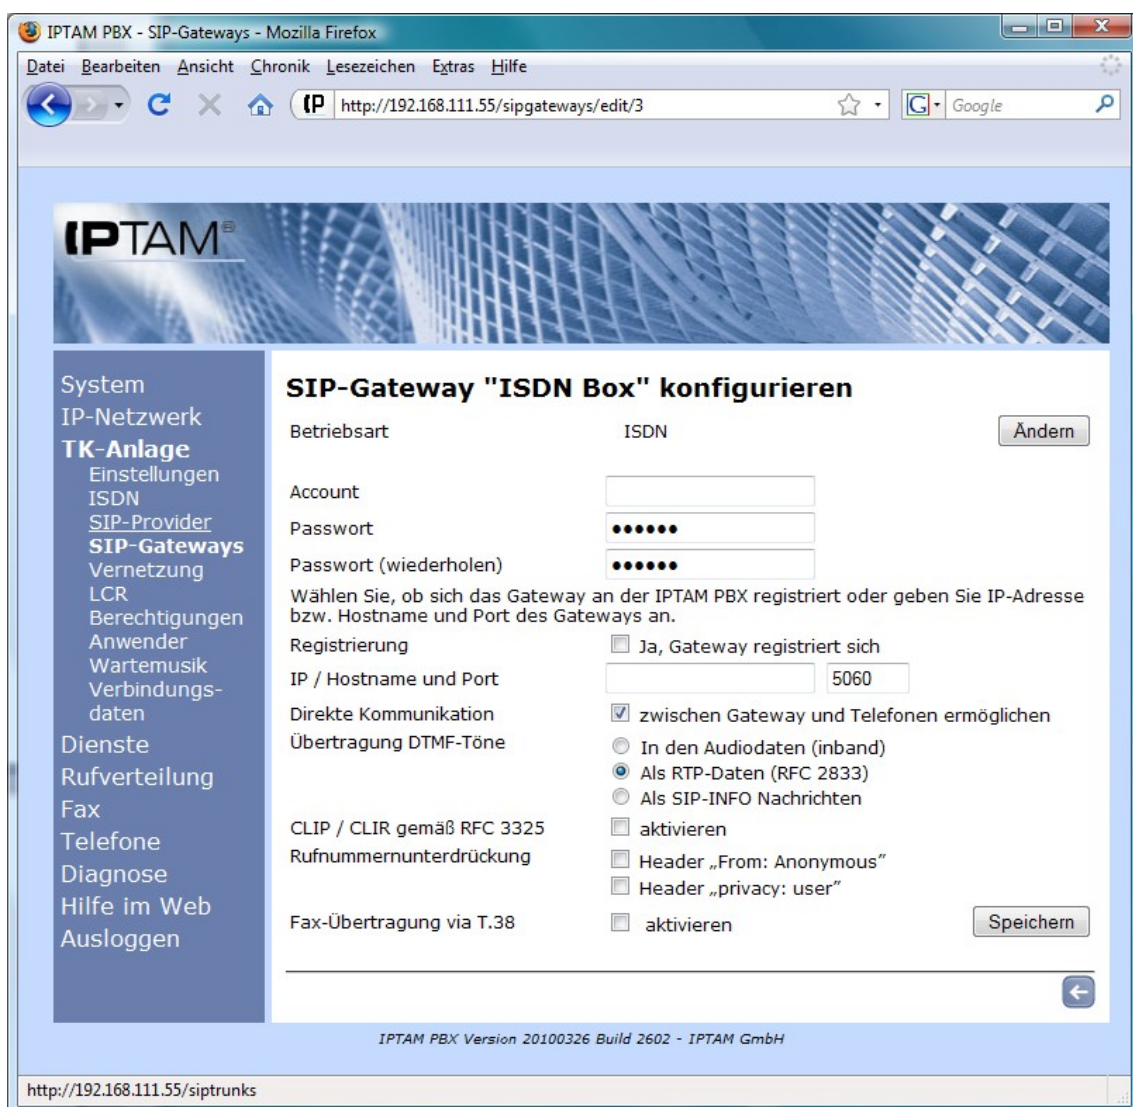 IPTAM PBX - SIP-Gateways - Mozilla Firefox
Datei Bearbeiten Ansicht Chronik Lesezeichen Extras Hilfe
http://192.168.111.55/sipgateways/edit/3
Google
IPTAM®
System
IP-Netzwerk
TK-Anlage
Einstellungen
ISDN
SIP-Provider
SIP-Gateways
Vernetzung
LCR
Berechtigungen
Anwender
Wartemusik
Verbindungs-
daten
Dienste
Rufverteilung
Fax
Telefone
Diagnose
Hilfe im Web
Ausloggen
SIP-Gateway "ISDN Box" konfigurieren
Betriebsart ISDN Ändern
Account
Passwort ••••••
Passwort (wiederholen) ••••••
Wählen Sie, ob sich das Gateway an der IPTAM PBX registriert oder geben Sie IP-Adresse
bzw. Hostname und Port des Gateways an.
Registrierung Ja, Gateway registriert sich
IP / Hostname und Port 5060
Direkte Kommunikation zwischen Gateway und Telefonen ermöglichen
Übertragung DTMF-Töne In den Audiodaten (inband)
Als RTP-Daten (RFC 2833)
Als SIP-INFO Nachrichten
CLIP / CLIR gemäß RFC 3325 aktivieren
Rufnummernunterdrückung Header „From: Anonymous”
Header „privacy: user”
Fax-Übertragung via T.38 aktivieren Speichern
IPTAM PBX Version 20100326 Build 2602 - IPTAM GmbH
http://192.168.111.55/siptrunks